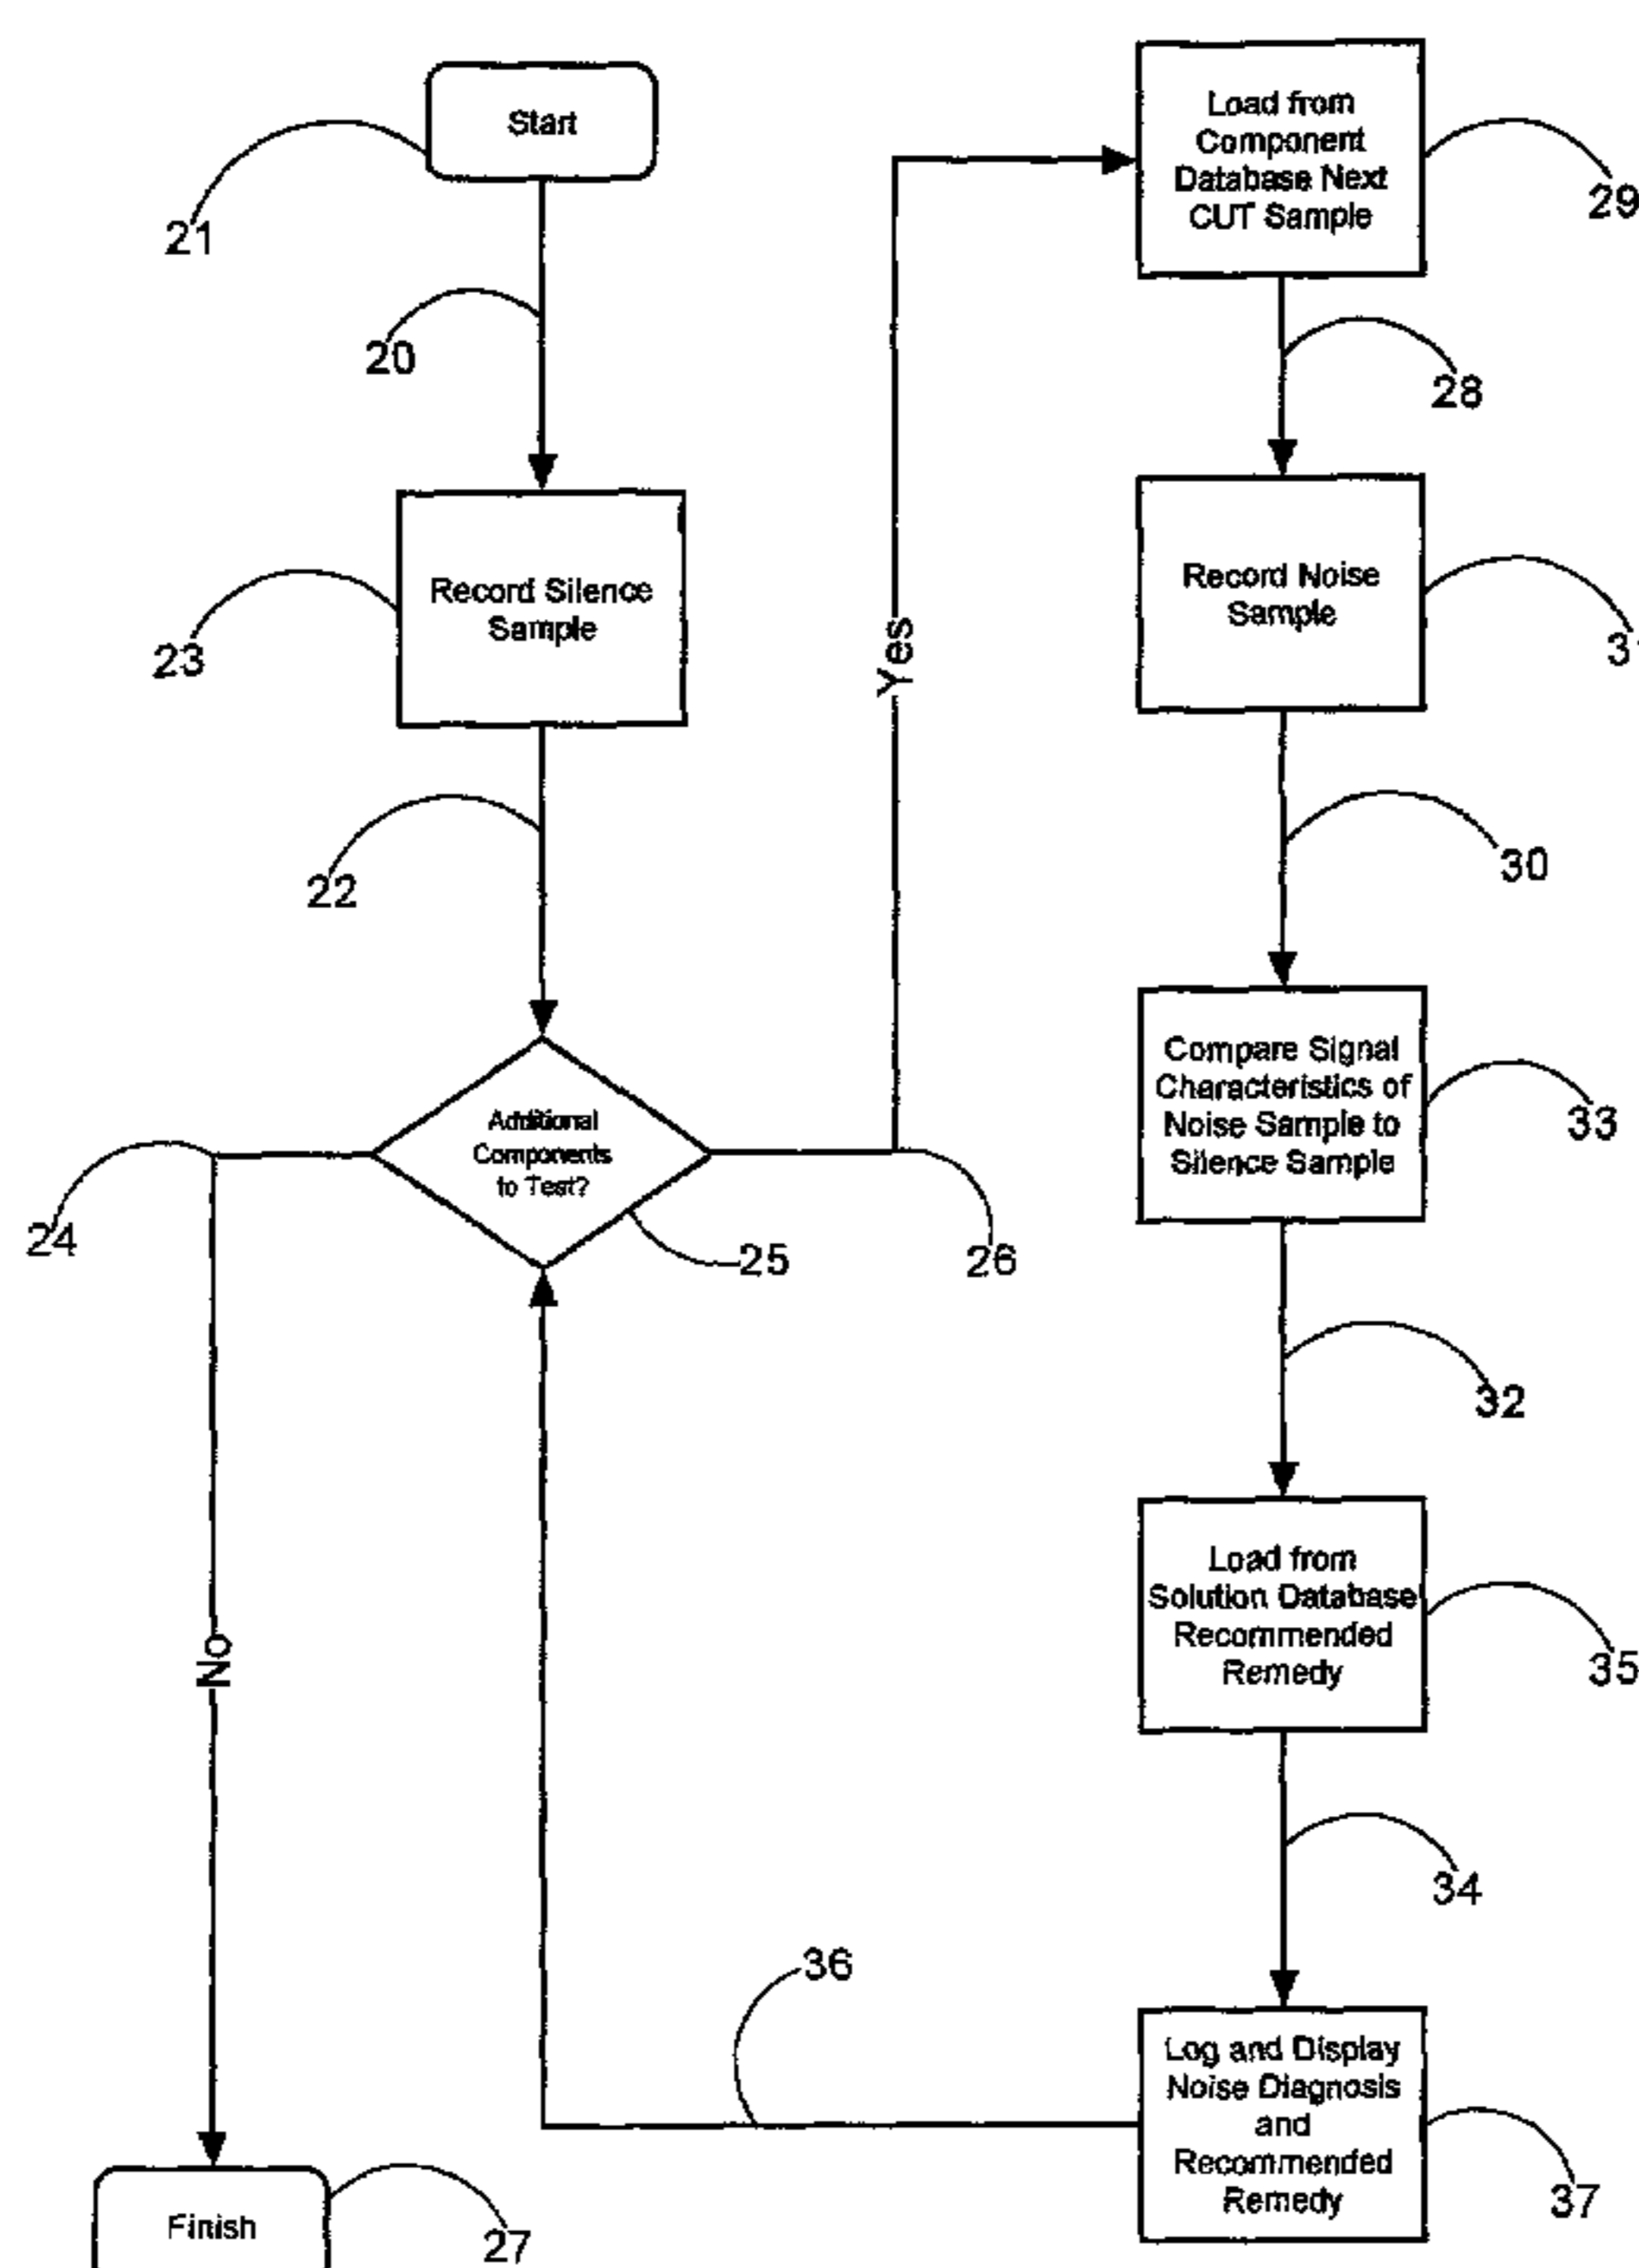 Start
21
20
Record Silence
Sample
23
22
Additional
Components
to Test?
24
25
26
Yes
No
Finish
27
Load from
Component
Database Next
CUT Sample
29
28
Record Noise
Sample
30
Compare Signal
Characteristics of
Noise Sample to
Silence Sample
33
32
Load from
Solution Database
Recommended
Remedy
35
34
Log and Display
Noise Diagnosis
and
Recommended
Remedy
37
36